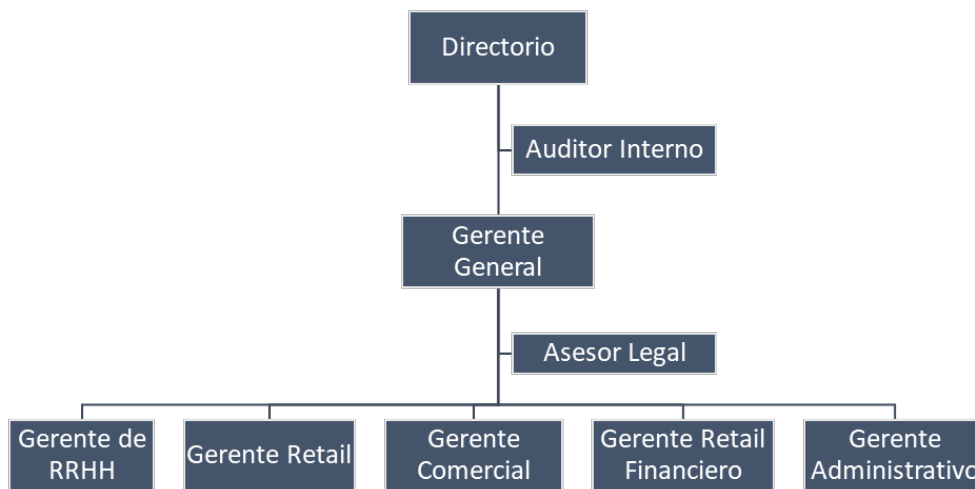 Directorio
Auditor Interno
Gerente
General
Asesor Legal
Gerente de
RRHH
Gerente Retail
Gerente
Comercial
Gerente Retail
Financiero
Gerente
Administrativo